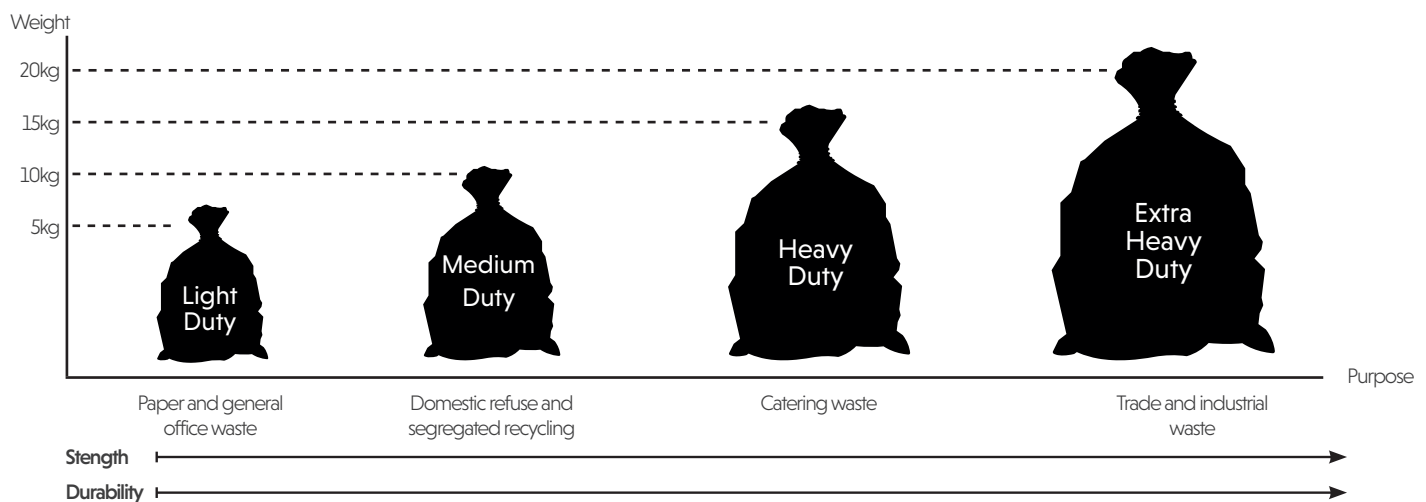 Weight
20kg
15kg
10kg
5kg
Light
Duty
Medium
Duty
Heavy
Duty
Extra
Heavy
Duty
Purpose
Paper and general
office waste
Domestic refuse and
segregated recycling
Catering waste
Trade and industrial
waste
Stength
Durability